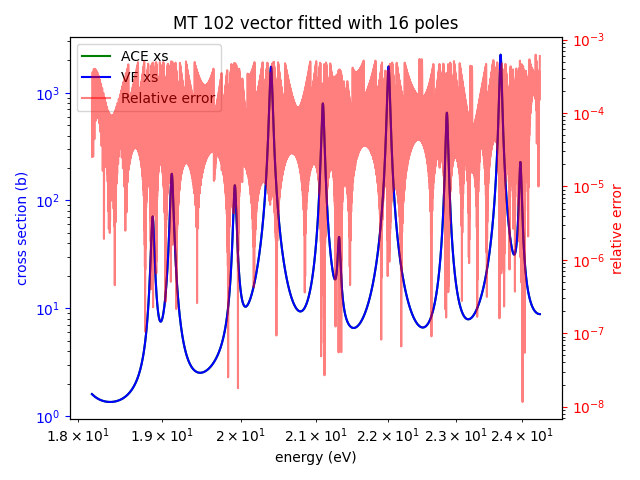 MT 102 vector fitted with 16 poles
ACE xs
VF xs
Relative error
10³
10²
10¹
10⁰
cross section (b)
10⁻³
10⁻⁴
10⁻⁵
10⁻⁶
10⁻⁷
10⁻⁸
relative error
1.8 × 10¹ 1.9 × 10¹ 2 × 10¹ 2.1 × 10¹ 2.2 × 10¹ 2.3 × 10¹ 2.4 × 10¹
energy (eV)